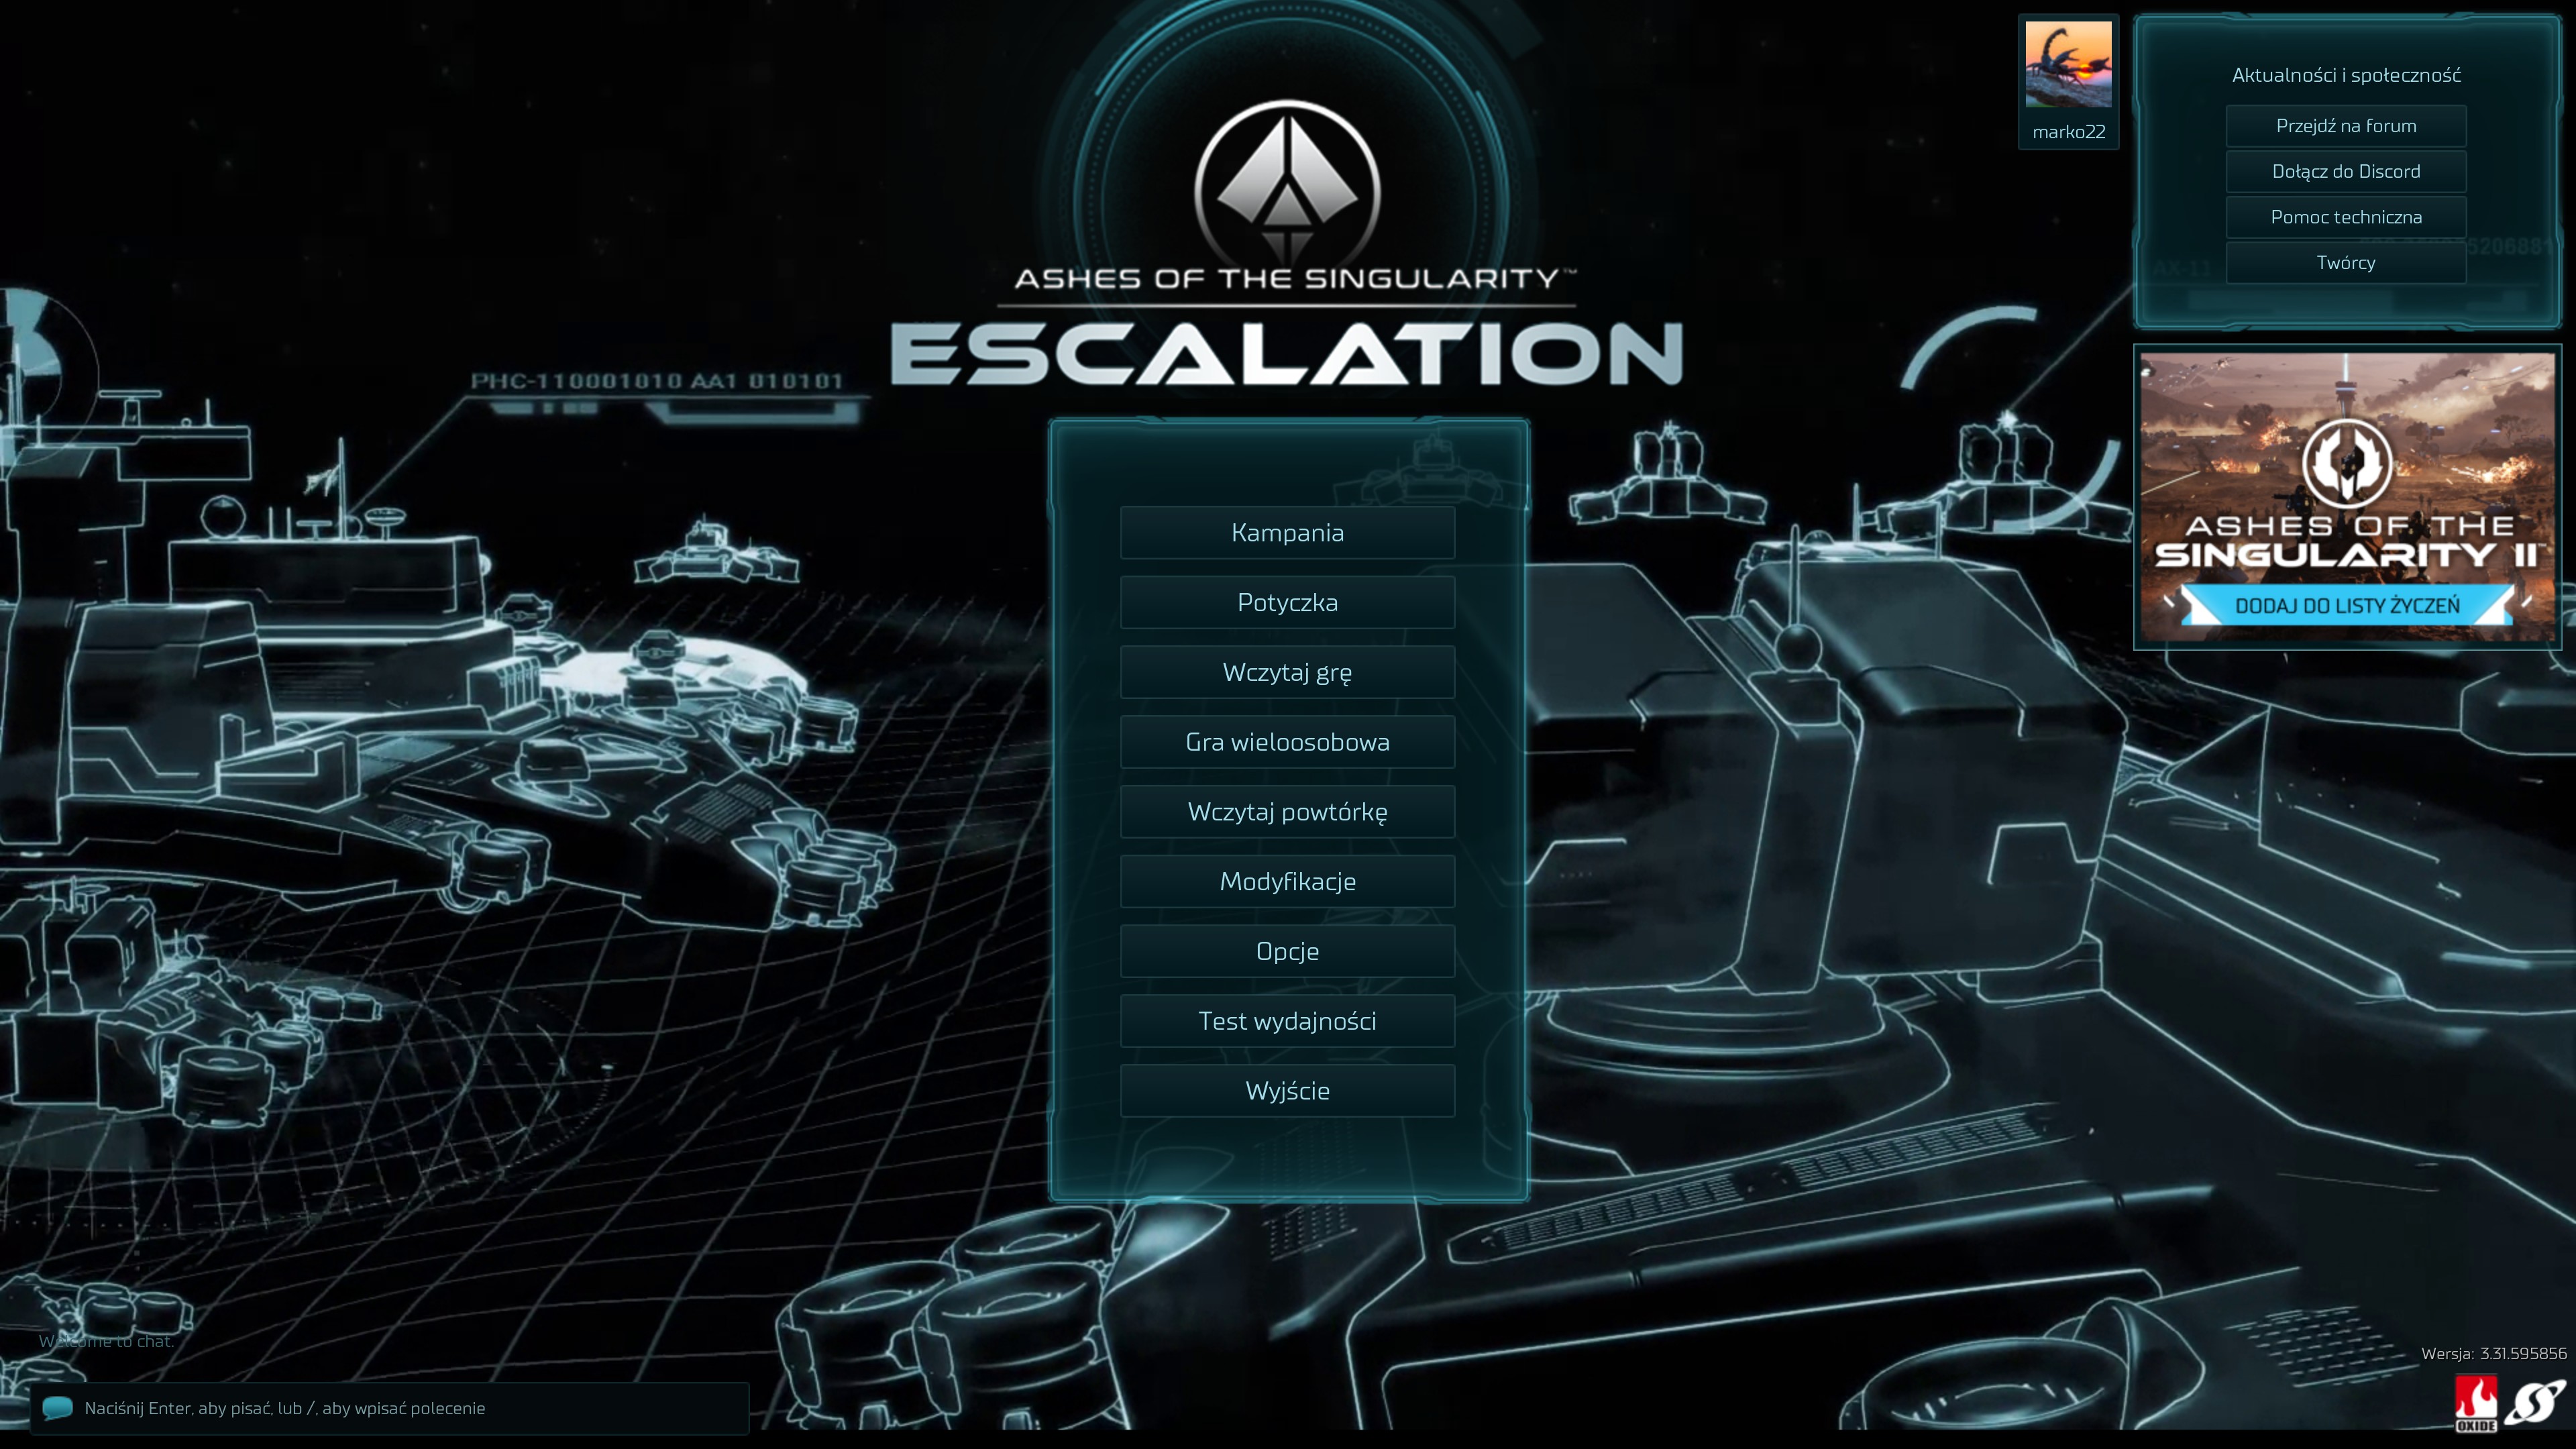 ASHES OF THE SINGULARITY™
ESCALATION
PHC-110001010 AA1 010101
Kampania
Potyczka
Wczytaj grę
Gra wieloosobowa
Wczytaj powtórkę
Modyfikacje
Opcje
Test wydajności
Wyjście
marko22
Aktualności i społeczność
Przejdź na forum
Dołącz do Discord
Pomoc techniczna
Twórcy
AX-11
ASHES OF THE
SINGULARITY II™
DODAJ DO LISTY ŻYCZEŃ
Welcome to chat.
Naciśnij Enter, aby pisać, lub /, aby wpisać polecenie
Wersja: 3.31.595856
OXIDE